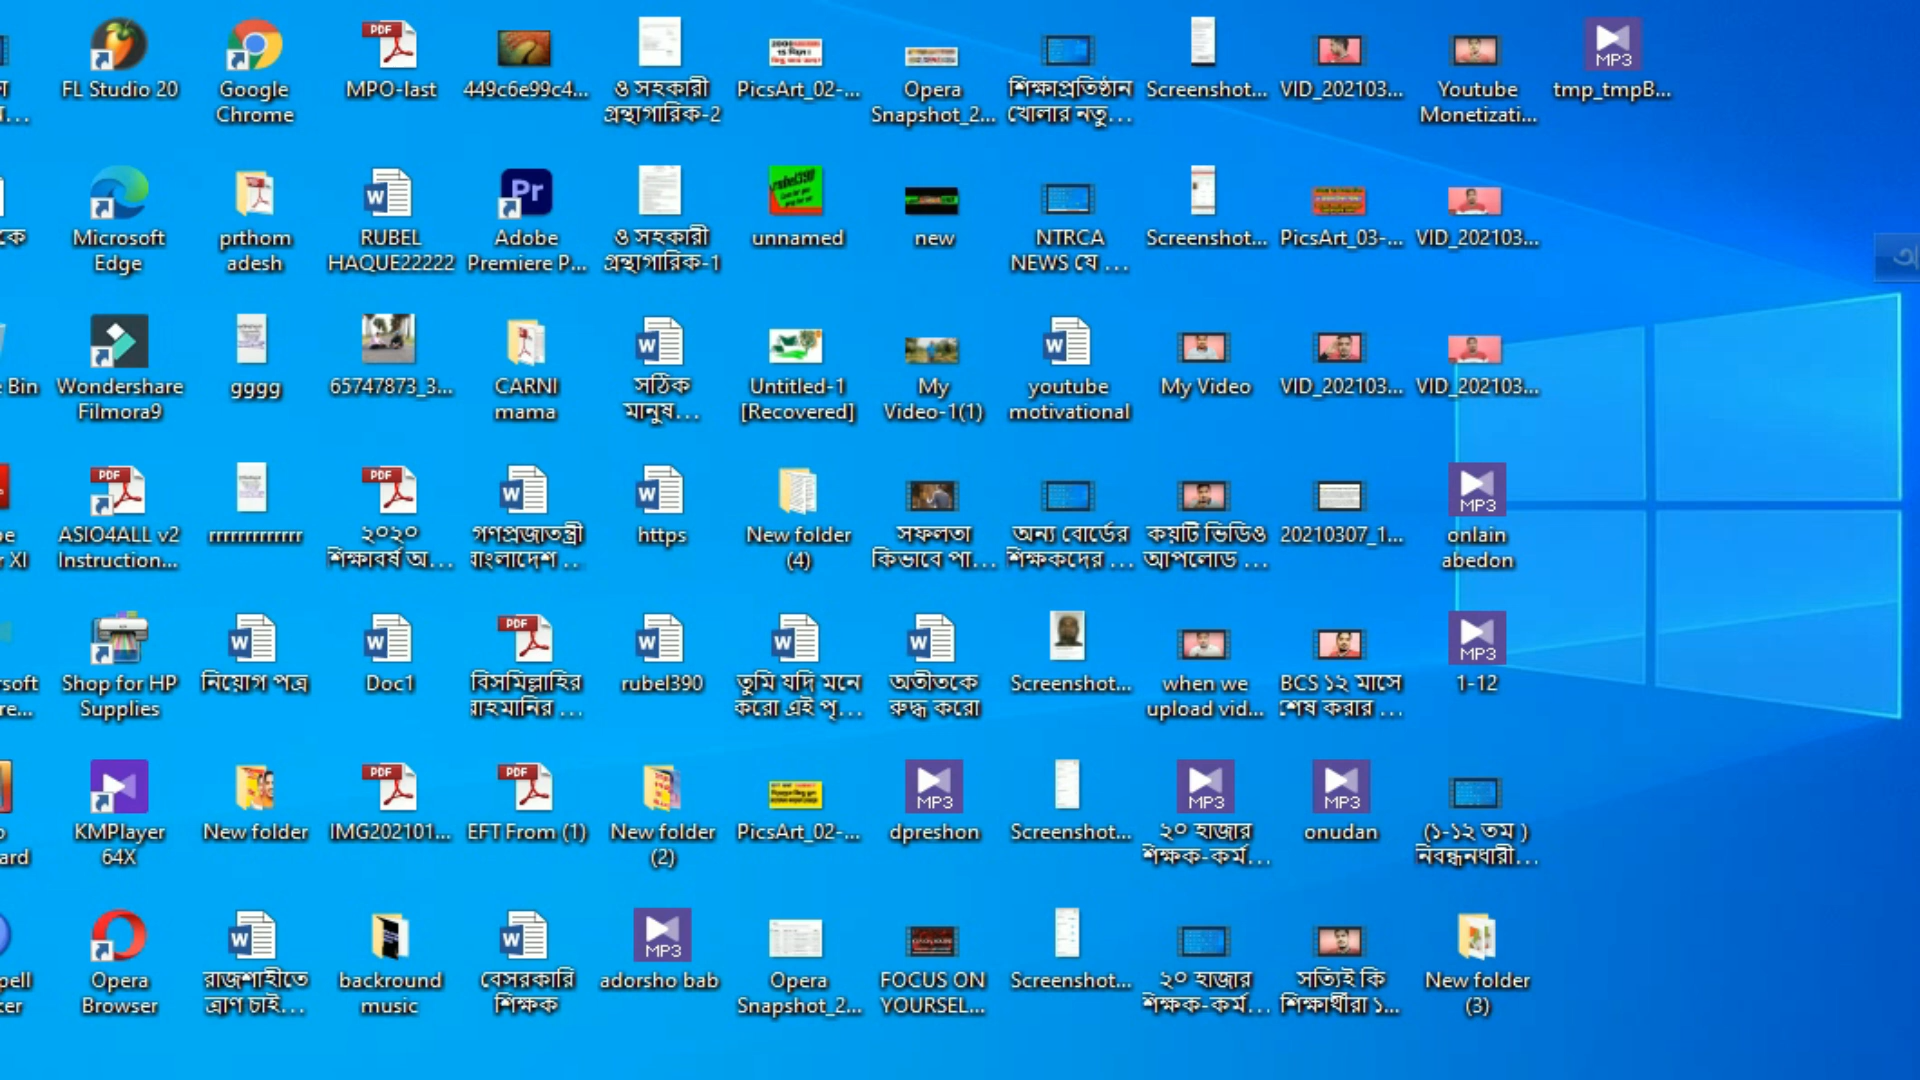 FL Studio 20
Google
Chrome
MPO-last
449c6e99c4...
ও সহকারী
গ্রন্থাগারিক-2
PicsArt_02-...
Opera
Snapshot_2...
শিক্ষাপ্রতিষ্ঠান
খোলার নতু...
Screenshot...
VID_202103...
Youtube
Monetizati...
tmp_tmpB...
কে
Microsoft
Edge
prthom
adesh
RUBEL
HAQUE22222
Adobe
Premiere P...
ও সহকারী
গ্রন্থাগারিক-1
unnamed
new
NTRCA
NEWS যে ...
Screenshot...
PicsArt_03-...
VID_202103...
Bin
Wondershare
Filmora9
gggg
65747873_3...
CARNI
mama
সঠিক
মানুষ...
Untitled-1
[Recovered]
My
Video-1(1)
youtube
motivational
My Video
VID_202103...
VID_202103...
XI
ASIO4ALL v2
Instruction...
rrrrrrrrrrrrr
২০২০
শিক্ষাবর্ষ অ...
গণপ্রজাতন্ত্রী
বাংলাদেশ ...
https
New folder
(4)
সফলতা
কিভাবে পা...
অন্য বোর্ডের
শিক্ষকদের ...
কয়টি ভিডিও
আপলোড ...
20210307_1...
onlain
abedon
Shop for HP
Supplies
নিয়োগ পত্র
Doc1
বিসমিল্লাহির
রাহমানির ...
rubel390
তুমি যদি মনে
করো এই পৃ...
অতীতকে
রুদ্ধ করো
Screenshot...
when we
upload vid...
BCS ১২ মাসে
শেষ করার ...
1-12
KMPlayer
64X
New folder
IMG202101...
EFT From (1)
New folder
(2)
PicsArt_02-...
dpreshon
Screenshot...
২০ হাজার
শিক্ষক-কর্ম...
onudan
(১-১২ তম )
নিবন্ধনধারী...
Opera
Browser
রাজশাহীতে
ত্রাণ চাই...
backround
music
বেসরকারি
শিক্ষক
adorsho bab
Opera
Snapshot_2...
FOCUS ON
YOURSEL...
Screenshot...
২০ হাজার
শিক্ষক-কর্ম...
সত্যিই কি
শিক্ষার্থীরা ১...
New folder
(3)